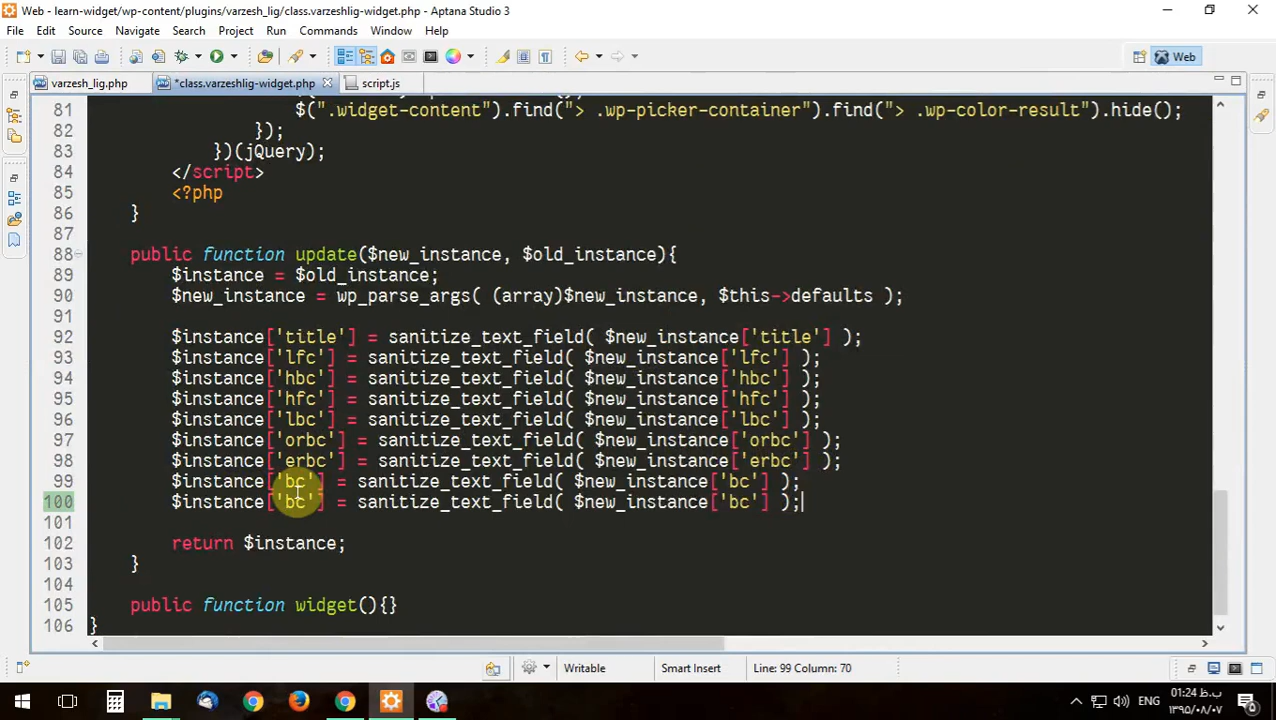 Web - learn-widget/wp-content/plugins/varzesh_lig/class.varzeshlig-widget.php - Aptana Studio 3
File Edit Source Navigate Search Project Run Commands Window Help
Web
varzesh_lig.php *class.varzeshlig-widget.php script.js
81 $(".widget-content").find("> .wp-picker-container").find("> .wp-color-result").hide();
82 });
83 })(jQuery);
84 </script>
85 <?php
86 }
87
88 public function update($new_instance, $old_instance){
89 $instance = $old_instance;
90 $new_instance = wp_parse_args( (array)$new_instance, $this->defaults );
91
92 $instance['title'] = sanitize_text_field( $new_instance['title'] );
93 $instance['lfc'] = sanitize_text_field( $new_instance['lfc'] );
94 $instance['hbc'] = sanitize_text_field( $new_instance['hbc'] );
95 $instance['hfc'] = sanitize_text_field( $new_instance['hfc'] );
96 $instance['lbc'] = sanitize_text_field( $new_instance['lbc'] );
97 $instance['orbc'] = sanitize_text_field( $new_instance['orbc'] );
98 $instance['erbc'] = sanitize_text_field( $new_instance['erbc'] );
99 $instance['bc'] = sanitize_text_field( $new_instance['bc'] );
100 $instance['bc'] = sanitize_text_field( $new_instance['bc'] );
101
102 return $instance;
103 }
104
105 public function widget(){}
106 }
Writable Smart Insert Line: 99 Column: 70
ENG 01:24 ب.ظ
۱۳۹۵/۰۸/۰۷